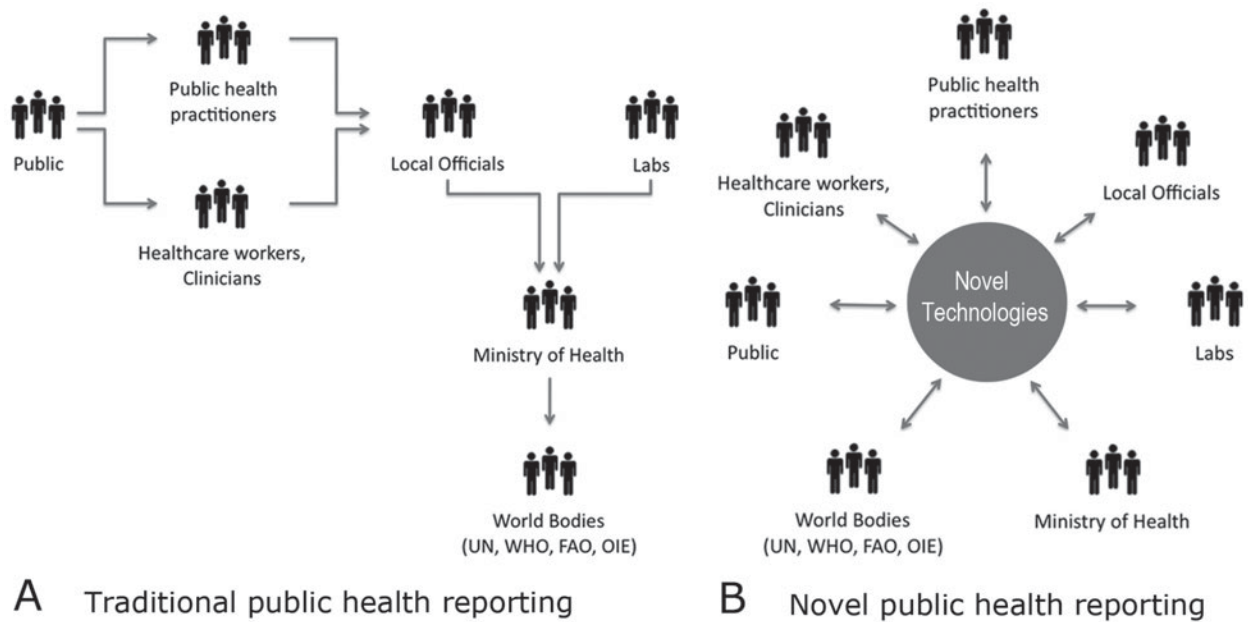 Public
Public health
practitioners
Healthcare workers,
Clinicians
Local Officials
Labs
Ministry of Health
World Bodies
(UN, WHO, FAO, OIE)
A Traditional public health reporting
Public health
practitioners
Healthcare workers,
Clinicians
Local Officials
Novel
Technologies
Public
Labs
World Bodies
(UN, WHO, FAO, OIE)
Ministry of Health
B Novel public health reporting